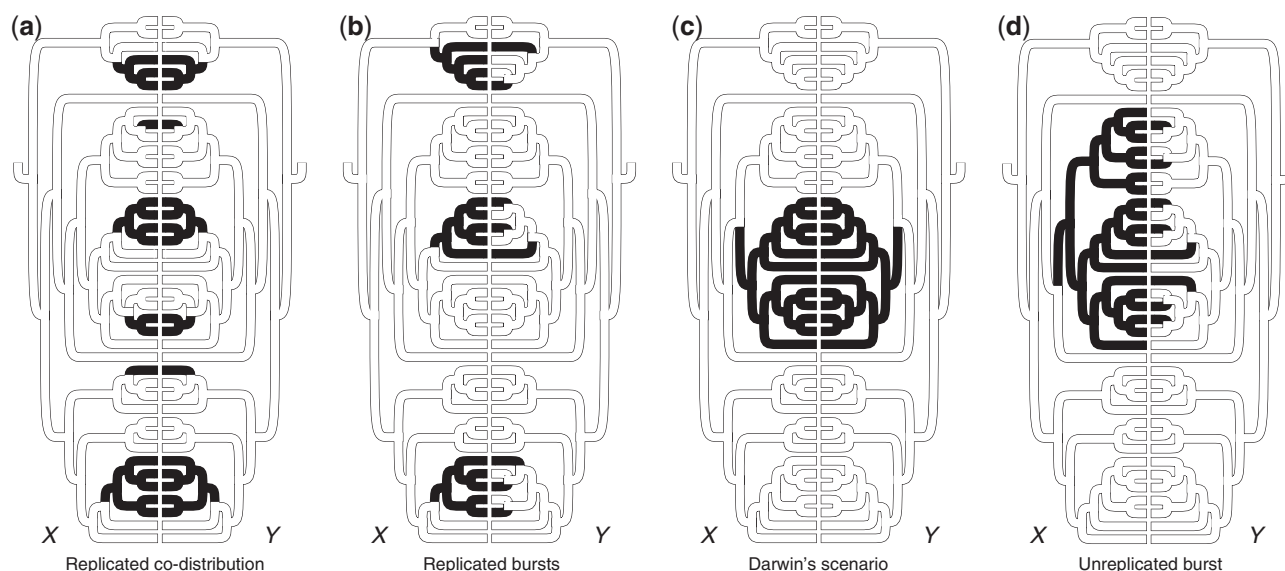 (a) (b) (c) (d)
X Y X Y X Y X Y
Replicated co-distribution Replicated bursts Darwin's scenario Unreplicated burst